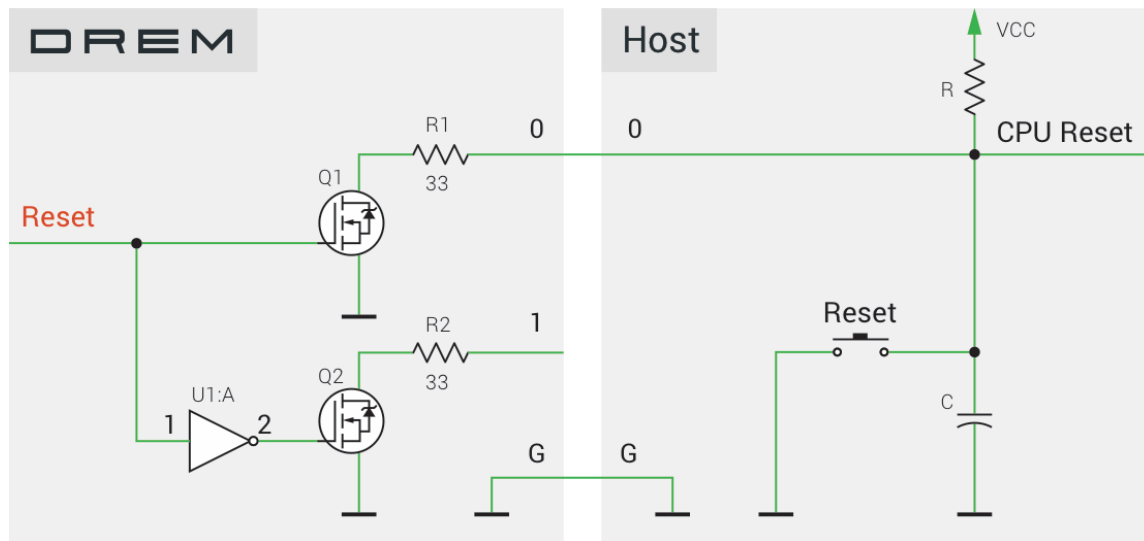 DREM
Host
VCC
R
CPU Reset
R1
0
0
33
Q1
Reset
R2
1
33
Q2
Reset
U1:A
1
2
C
G
G